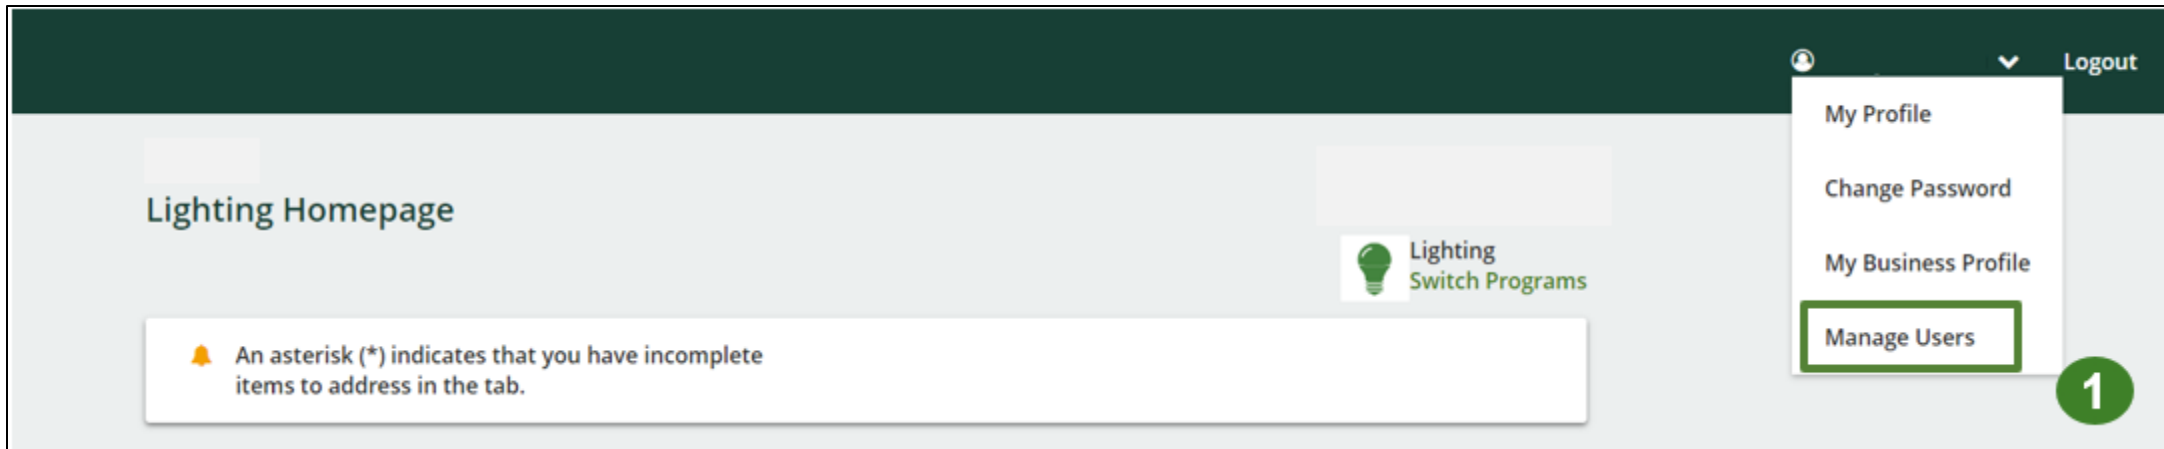 Logout
My Profile
Change Password
My Business Profile
Manage Users
1
Lighting Homepage
Lighting
Switch Programs
An asterisk (*) indicates that you have incomplete
items to address in the tab.